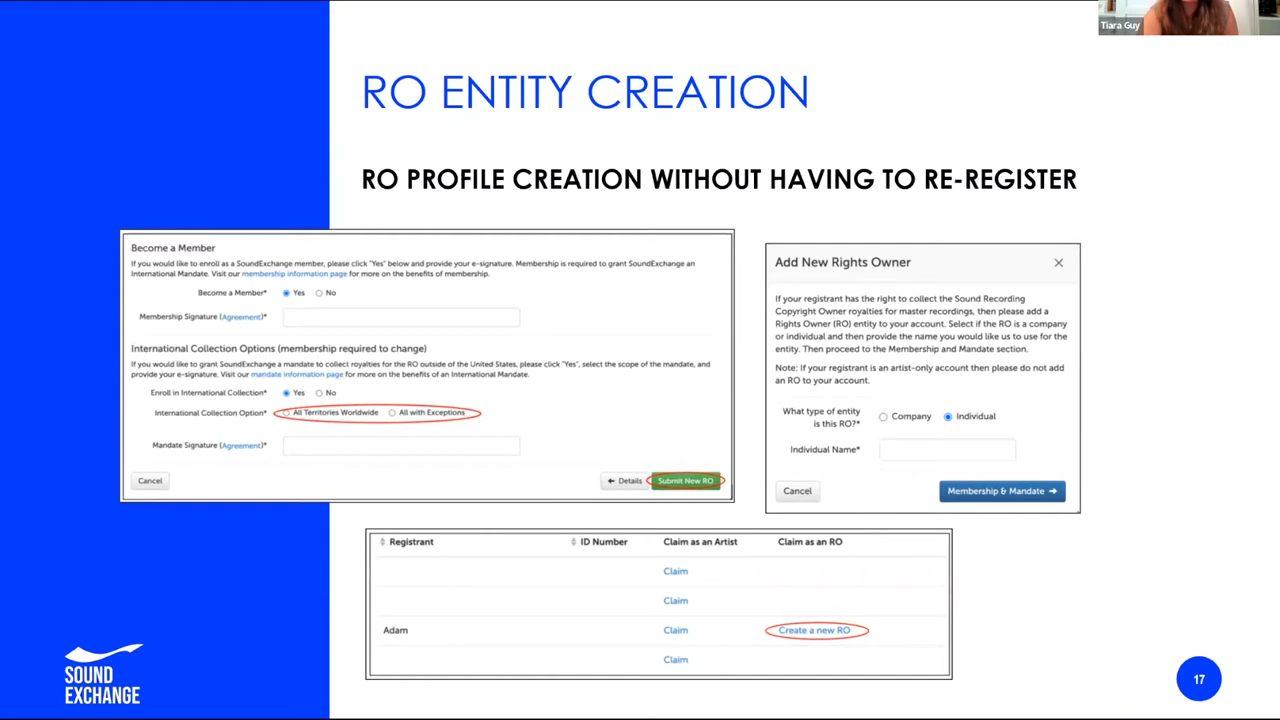 Tiara Guy
RO ENTITY CREATION
RO PROFILE CREATION WITHOUT HAVING TO RE-REGISTER
Become a Member
If you would like to enroll as a SoundExchange member, please click "Yes" below and provide your e-signature. Membership is required to grant SoundExchange an
International Mandate. Visit our membership information page for more on the benefits of membership.
Become a Member* Yes No
Membership Signature (Agreement)*
International Collection Options (membership required to change)
If you would like to grant SoundExchange a mandate to collect royalties for the RO outside of the United States, please click "Yes", select the scope of the mandate, and
provide your e-signature. Visit our mandate information page for more on the benefits of an International Mandate.
Enroll in International Collection* Yes No
International Collection Option* All Territories Worldwide All with Exceptions
Mandate Signature (Agreement)*
Cancel Details Submit New RO
Add New Rights Owner
If your registrant has the right to collect the Sound Recording
Copyright Owner royalties for master recordings, then please add a
Rights Owner (RO) entity to your account. Select if the RO is a company
or individual and then provide the name you would like us to use for the
entity. Then proceed to the Membership and Mandate section.
Note: If your registrant is an artist-only account then please do not add
an RO to your account.
What type of entity
is this RO?* Company Individual
Individual Name*
Cancel Membership & Mandate
Registrant ID Number Claim as an Artist Claim as an RO
Claim
Claim
Adam Claim Create a new RO
Claim
SOUND
EXCHANGE
17